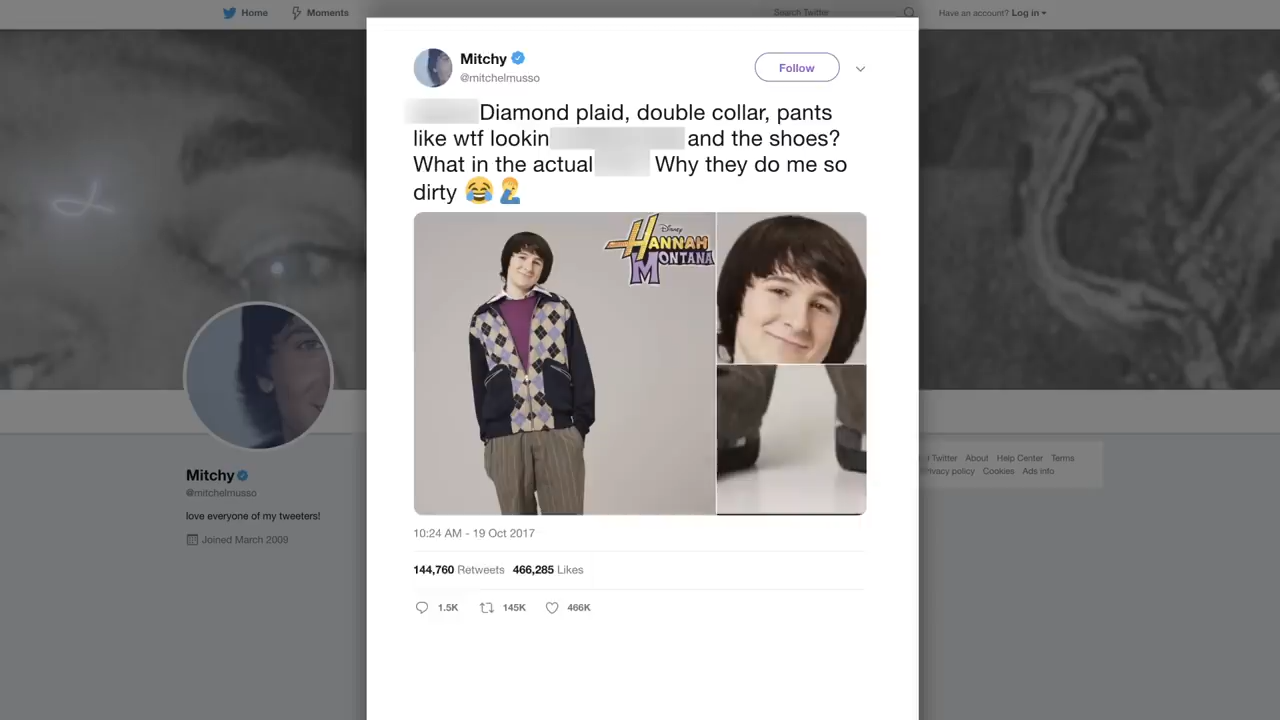 Home
Moments
Search Twitter
Have an account? Log in
Mitchy
@mitchelmusso
Follow
Diamond plaid, double collar, pants
like wtf lookin and the shoes?
What in the actual Why they do me so
dirty 😂 🤦‍♂️
Disney
HANNAH
MONTANA
10:24 AM - 19 Oct 2017
144,760 Retweets 466,285 Likes
1.5K 145K 466K
Mitchy
@mitchelmusso
love everyone of my tweeters!
Joined March 2009
Twitter About Help Center Terms
Privacy policy Cookies Ads info